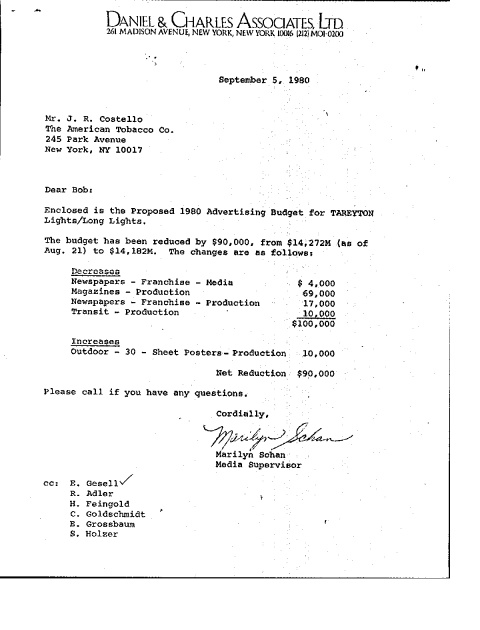 DANIEL & CHARLES ASSOCIATES, LTD.
261 MADISON AVENUE, NEW YORK, NEW YORK 10016 (212) MO1-0200
September 5, 1980
Mr. J. R. Costello
The American Tobacco Co.
245 Park Avenue
New York, NY 10017
Dear Bob:
Enclosed is the Proposed 1980 Advertising Budget for TAREYTON
Lights/Long Lights.
The budget has been reduced by $90,000, from $14,272M (as of
Aug. 21) to $14,182M. The changes are as follows:
Decreases
Newspapers - Franchise - Media $ 4,000
Magazines - Production 69,000
Newspapers - Franchise - Production 17,000
Transit - Production 10,000
$100,000
Increases
Outdoor - 30 - Sheet Posters - Production 10,000
Net Reduction $90,000
Please call if you have any questions.
Cordially,
Marilyn Schan
Marilyn Schan
Media Supervisor
cc: E. Gesell
R. Adler
H. Feingold
C. Goldschmidt
E. Grossbaum
S. Holzer